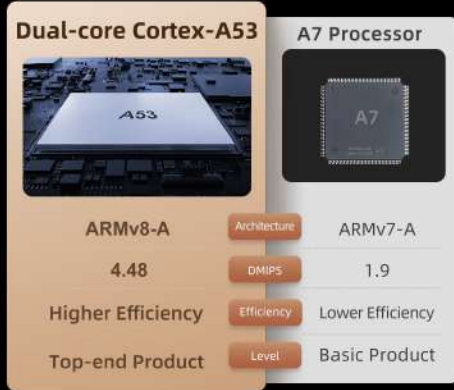 Dual-core Cortex-A53
A7 Processor
A53
A7
ARMv8-A Architecture ARMv7-A
4.48 DMIPS 1.9
Higher Efficiency Efficiency Lower Efficiency
Top-end Product Level Basic Product